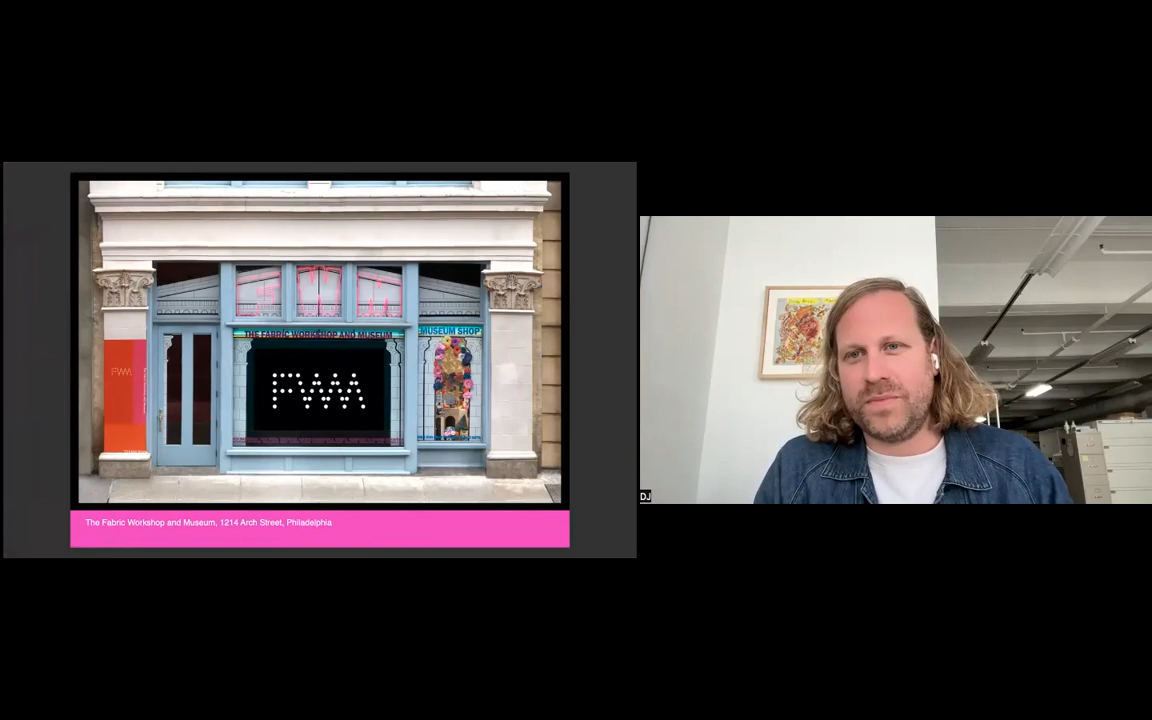 THE FABRIC WORKSHOP AND MUSEUM
MUSEUM SHOP
FWM
FWM
The Fabric Workshop and Museum, 1214 Arch Street, Philadelphia
DJ